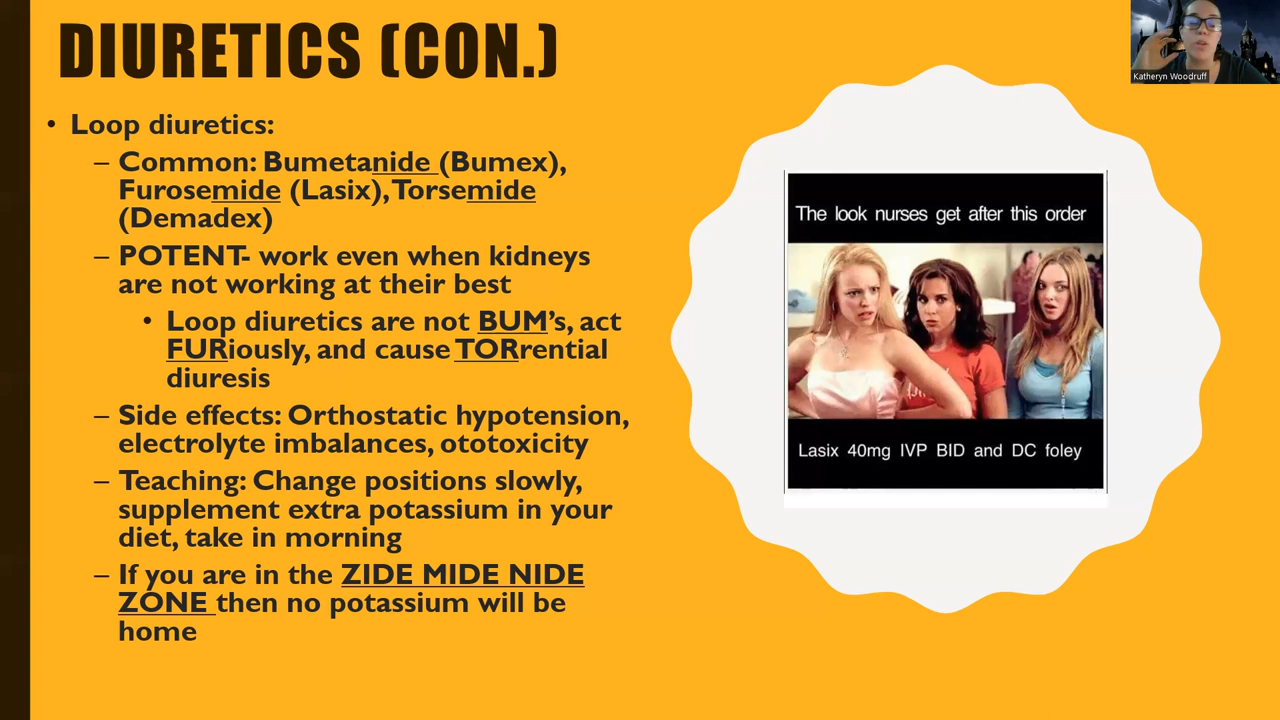 DIURETICS (CON.)
• Loop diuretics:
– Common: Bumetanide (Bumex),
Furosemide (Lasix), Torsemide
(Demadex)
– POTENT- work even when kidneys
are not working at their best
• Loop diuretics are not BUM's, act
FURiously, and cause TORrential
diuresis
– Side effects: Orthostatic hypotension,
electrolyte imbalances, ototoxicity
– Teaching: Change positions slowly,
supplement extra potassium in your
diet, take in morning
– If you are in the ZIDE MIDE NIDE
ZONE then no potassium will be
home
The look nurses get after this order
Lasix 40mg IVP BID and DC foley
Katheryn Woodruff